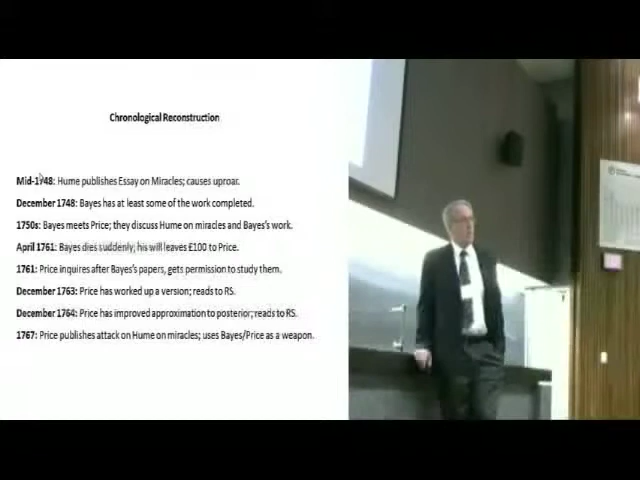 Chronological Reconstruction
Mid-1748: Hume publishes Essay on Miracles; causes uproar.
December 1748: Bayes has at least some of the work completed.
1750s: Bayes meets Price; they discuss Hume on miracles and Bayes's work.
April 1761: Bayes dies suddenly; his will leaves £100 to Price.
1761: Price inquires after Bayes's papers, gets permission to study them.
December 1763: Price has worked up a version; reads to RS.
December 1764: Price has improved approximation to posterior; reads to RS.
1767: Price publishes attack on Hume on miracles; uses Bayes/Price as a weapon.